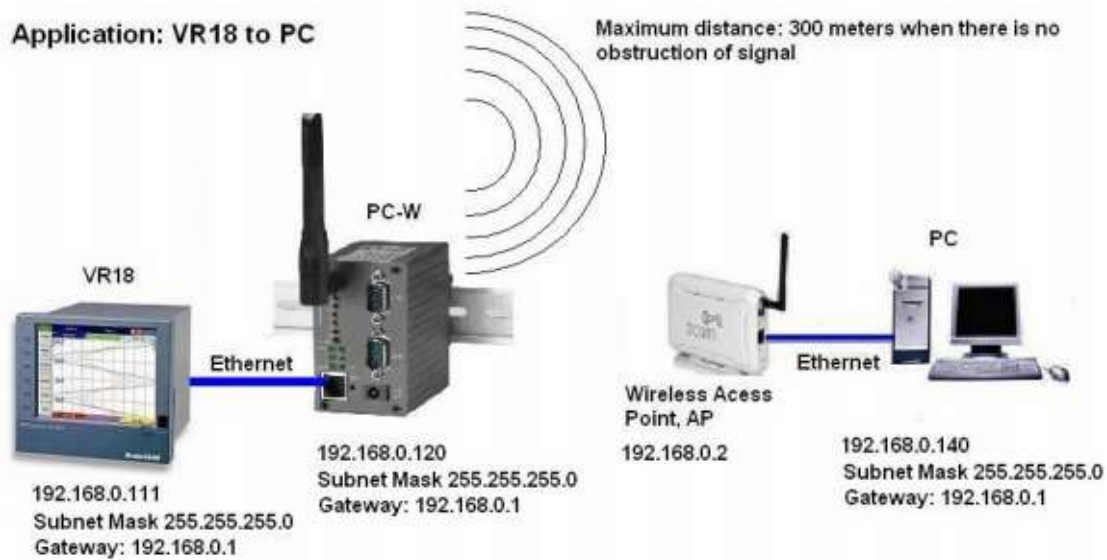 Application: VR18 to PC
Maximum distance: 300 meters when there is no
obstruction of signal
PC-W
PC
VR18
Ethernet
Ethernet
Wireless Acess
Point, AP
192.168.0.2
192.168.0.120
Subnet Mask 255.255.255.0
Gateway: 192.168.0.1
192.168.0.140
Subnet Mask 255.255.255.0
Gateway: 192.168.0.1
192.168.0.111
Subnet Mask 255.255.255.0
Gateway: 192.168.0.1